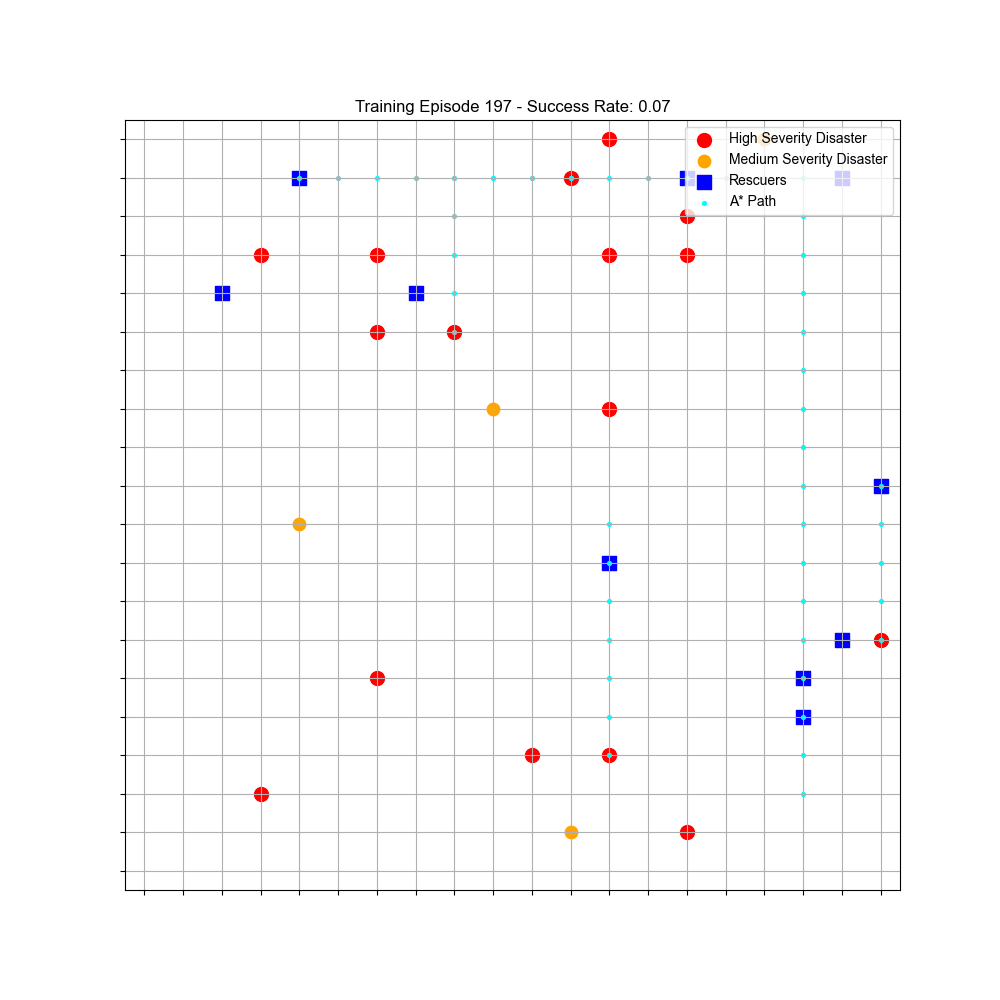 Training Episode 197 - Success Rate: 0.07
High Severity Disaster
Medium Severity Disaster
Rescuers
A* Path